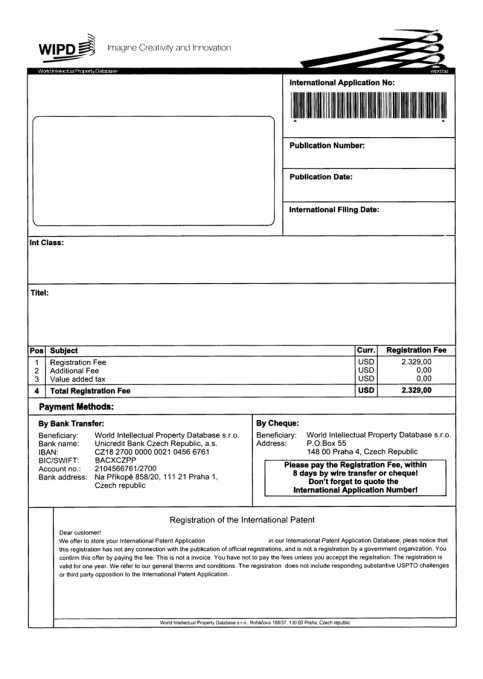 WIPD
Imagine Creativity and Innovation
World Intellectual Property Database
wipd.biz
International Application No:
Publication Number:
Publication Date:
International Filing Date:
Int Class:
Titel:
Pos Subject Curr. Registration Fee
1 Registration Fee USD 2.329,00
2 Additional Fee USD 0,00
3 Value added tax USD 0,00
4 Total Registration Fee USD 2.329,00
Payment Methods:
By Bank Transfer:
Beneficiary: World Intellectual Property Database s.r.o.
Bank name: Unicredit Bank Czech Republic, a.s.
IBAN: CZ18 2700 0000 0021 0456 6761
BIC/SWIFT: BACXCZPP
Account no.: 2104566761/2700
Bank address: Na Příkopě 858/20, 111 21 Praha 1,
Czech republic
By Cheque:
Beneficiary: World Intellectual Property Database s.r.o.
Address: P.O.Box 55
148 00 Praha 4, Czech Republic
Please pay the Registration Fee, within
8 days by wire transfer or cheque!
Don't forget to quote the
International Application Number!
Registration of the International Patent
Dear customer!
We offer to store your International Patent Application in our International Patent Application Database, pleas notice that
this registration has not any connection with the publication of official registrations, and is not a registration by a government organization. You
confirm this offer by paying the fee. This is not a invoice. You have not to pay the fees unless you accept the registration. The registration is
valid for one year. We refer to our general therms and conditions. The registration does not include responding substantive USPTO challenges
or third party opposition to the International Patent Application.
World Intellectual Property Database s.r.o., Roháčova 188/37, 130 00 Praha, Czech republic